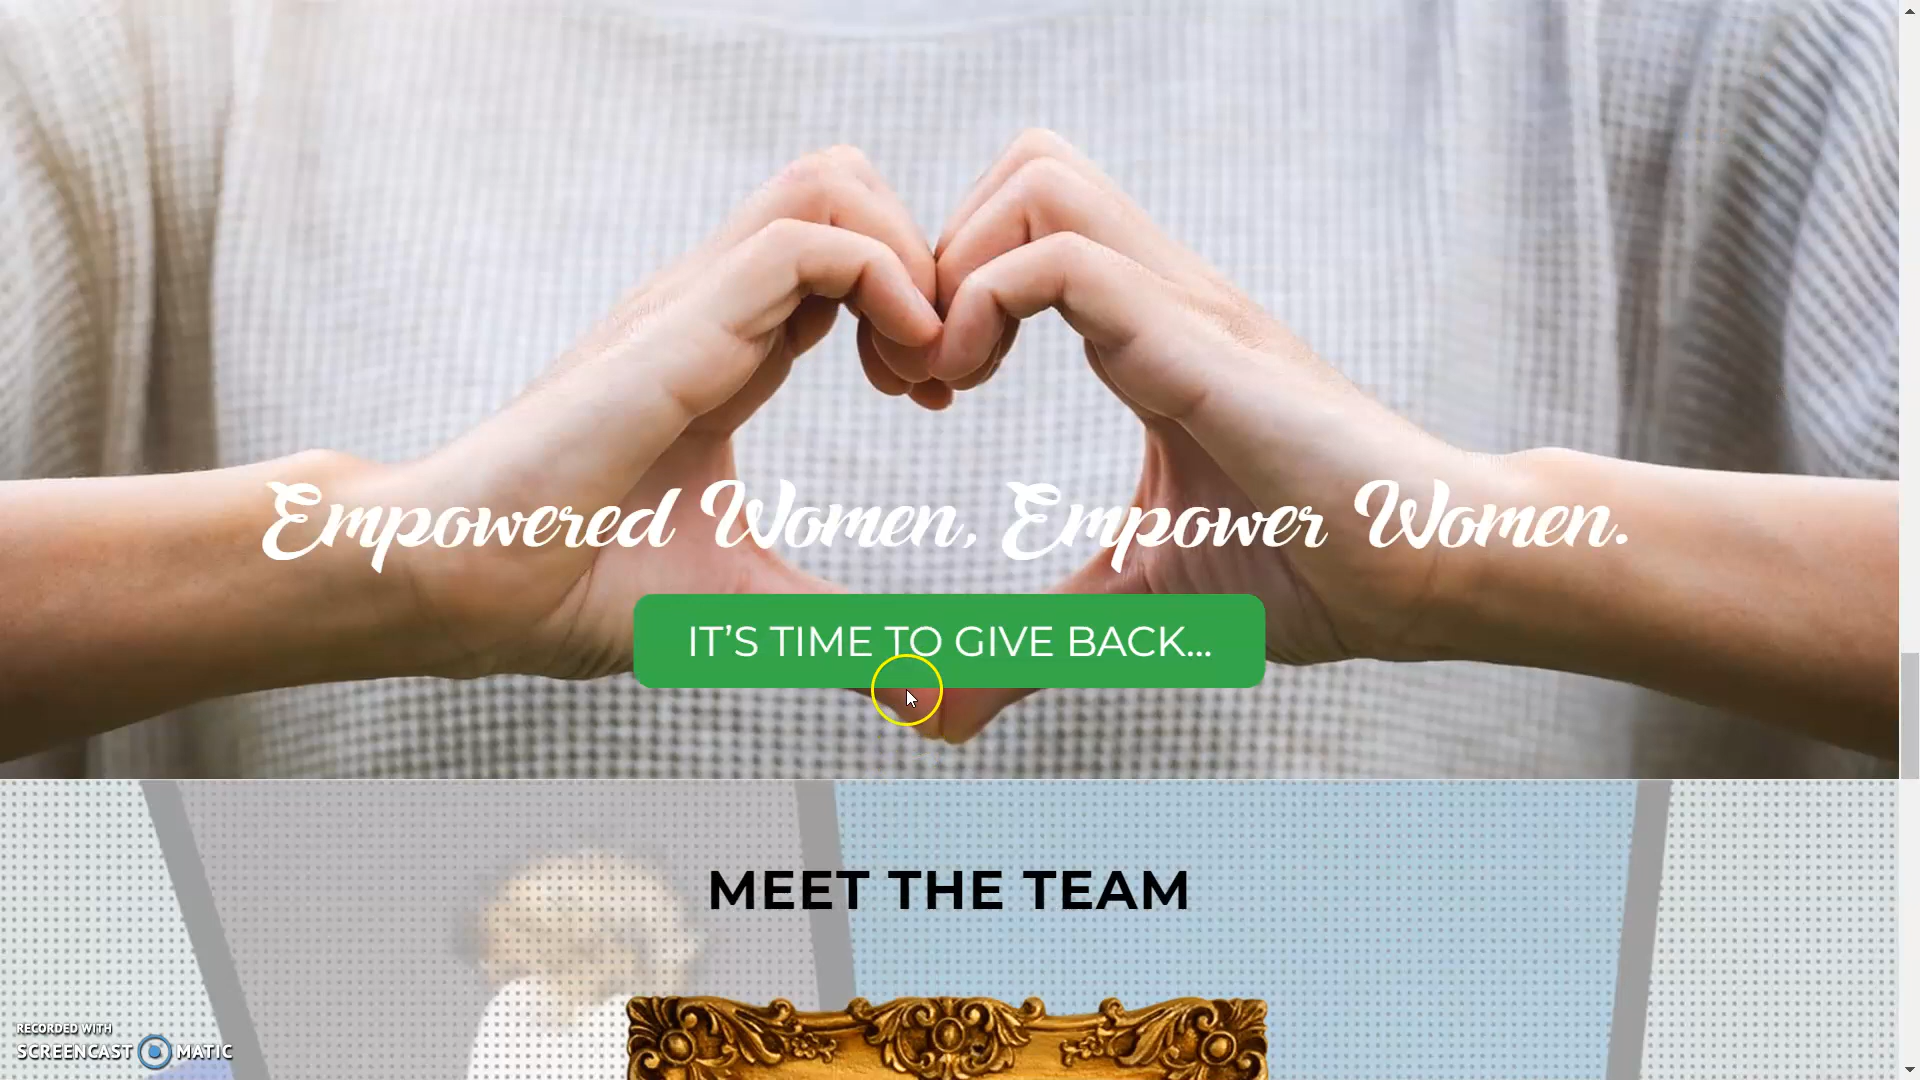 Empowered Women, Empower Women.
IT'S TIME TO GIVE BACK...
MEET THE TEAM
RECORDED WITH
SCREENCAST MATIC